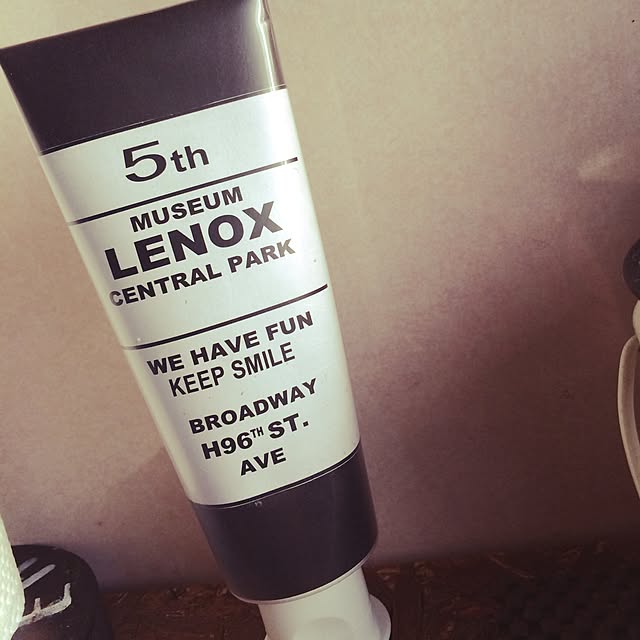 5th
MUSEUM
LENOX
CENTRAL PARK
WE HAVE FUN
KEEP SMILE
BROADWAY
H96TH ST.
AVE